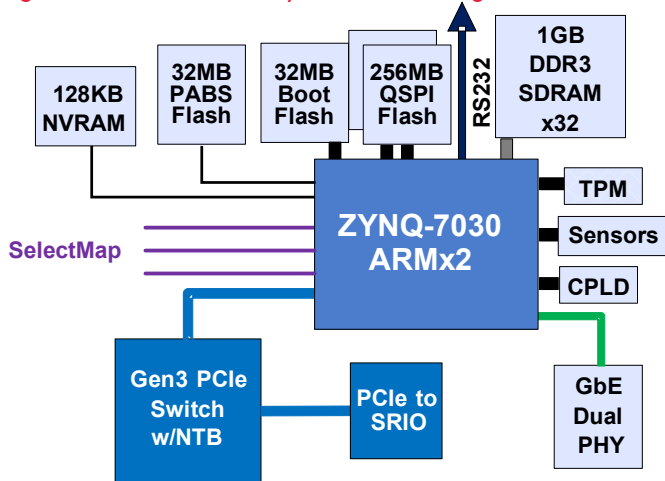 1GB
DDR3
SDRAM
x32
RS232
32MB
PABS
Flash
32MB
Boot
Flash
256MB
QSPI
Flash
128KB
NVRAM
ZYNQ-7030
ARMx2
TPM
Sensors
CPLD
SelectMap
Gen3 PCIe
Switch
w/NTB
PCIe to
SRIO
GbE
Dual
PHY